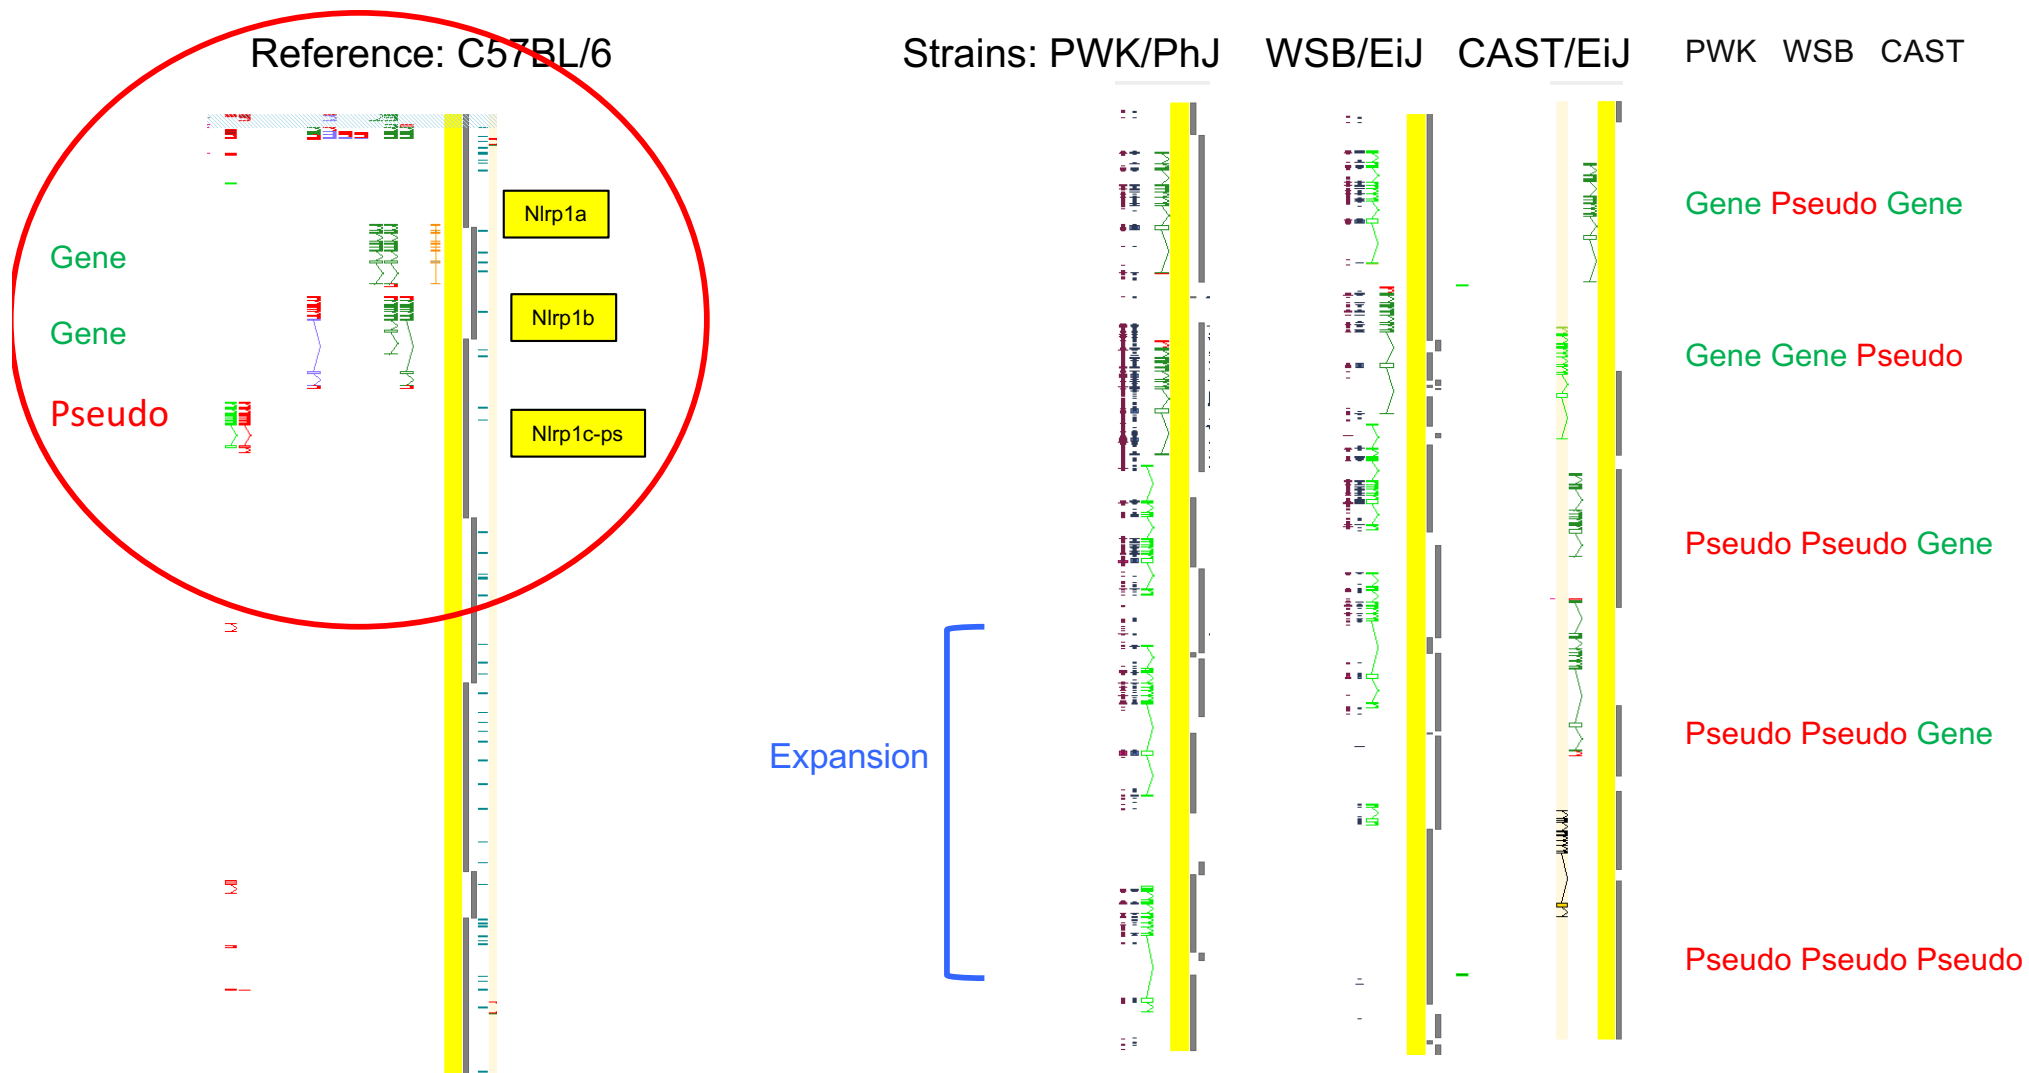 Reference: C57BL/6
Strains: PWK/PhJ WSB/EiJ CAST/EiJ
PWK WSB CAST
Nlrp1a
Gene
Nlrp1b
Gene
Pseudo
Nlrp1c-ps
Expansion
Gene Pseudo Gene
Gene Gene Pseudo
Pseudo Pseudo Gene
Pseudo Pseudo Gene
Pseudo Pseudo Pseudo